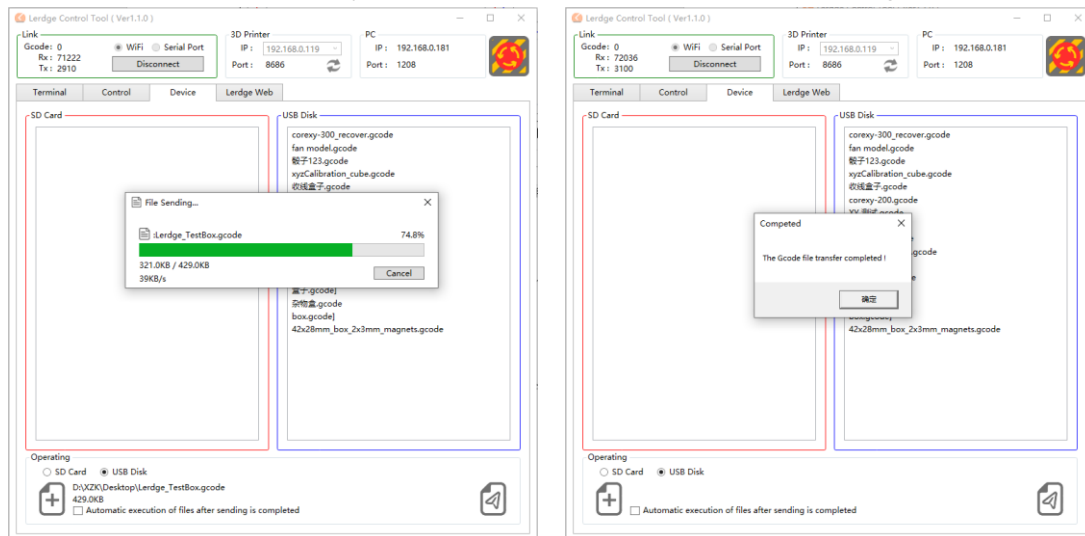 Lerdge Control Tool ( Ver1.1.0 )
Link
Gcode: 0
Rx: 71222
Tx: 2910
WiFi
Serial Port
Disconnect
3D Printer
IP: 192.168.0.119
Port: 8686
PC
IP: 192.168.0.181
Port: 1208
Terminal
Control
Device
Lerdge Web
SD Card
USB Disk
corexy-300_recover.gcode
fan model.gcode
骰子123.gcode
xyzCalibration_cube.gcode
收线盒子.gcode
File Sending...
:Lerdge_TestBox.gcode
74.8%
321.0KB / 429.0KB
39KB/s
Cancel
盒子.gcode]
杂物盒.gcode
box.gcode]
42x28mm_box_2x3mm_magnets.gcode
Operating
SD Card
USB Disk
D:\XZK\Desktop\Lerdge_TestBox.gcode
429.0KB
Automatic execution of files after sending is completed
Lerdge Control Tool ( Ver1.1.0 )
Link
Gcode: 0
Rx: 72036
Tx: 3100
WiFi
Serial Port
Disconnect
3D Printer
IP: 192.168.0.119
Port: 8686
PC
IP: 192.168.0.181
Port: 1208
Terminal
Control
Device
Lerdge Web
SD Card
USB Disk
corexy-300_recover.gcode
fan model.gcode
骰子123.gcode
xyzCalibration_cube.gcode
收线盒子.gcode
corexy-200.gcode
Competed
The Gcode file transfer completed !
确定
42x28mm_box_2x3mm_magnets.gcode
Operating
SD Card
USB Disk
Automatic execution of files after sending is completed